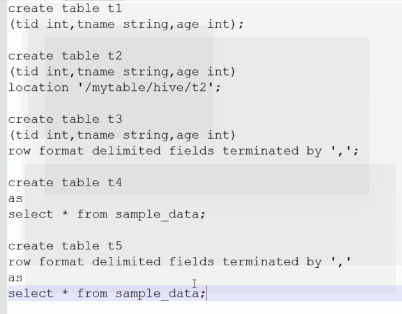 create table t1
(tid int,tname string,age int);
create table t2
(tid int,tname string,age int)
location '/mytable/hive/t2';
create table t3
(tid int,tname string,age int)
row format delimited fields terminated by ',';
create table t4
as
select * from sample_data;
create table t5
row format delimited fields terminated by ','
as
select * from sample_data;